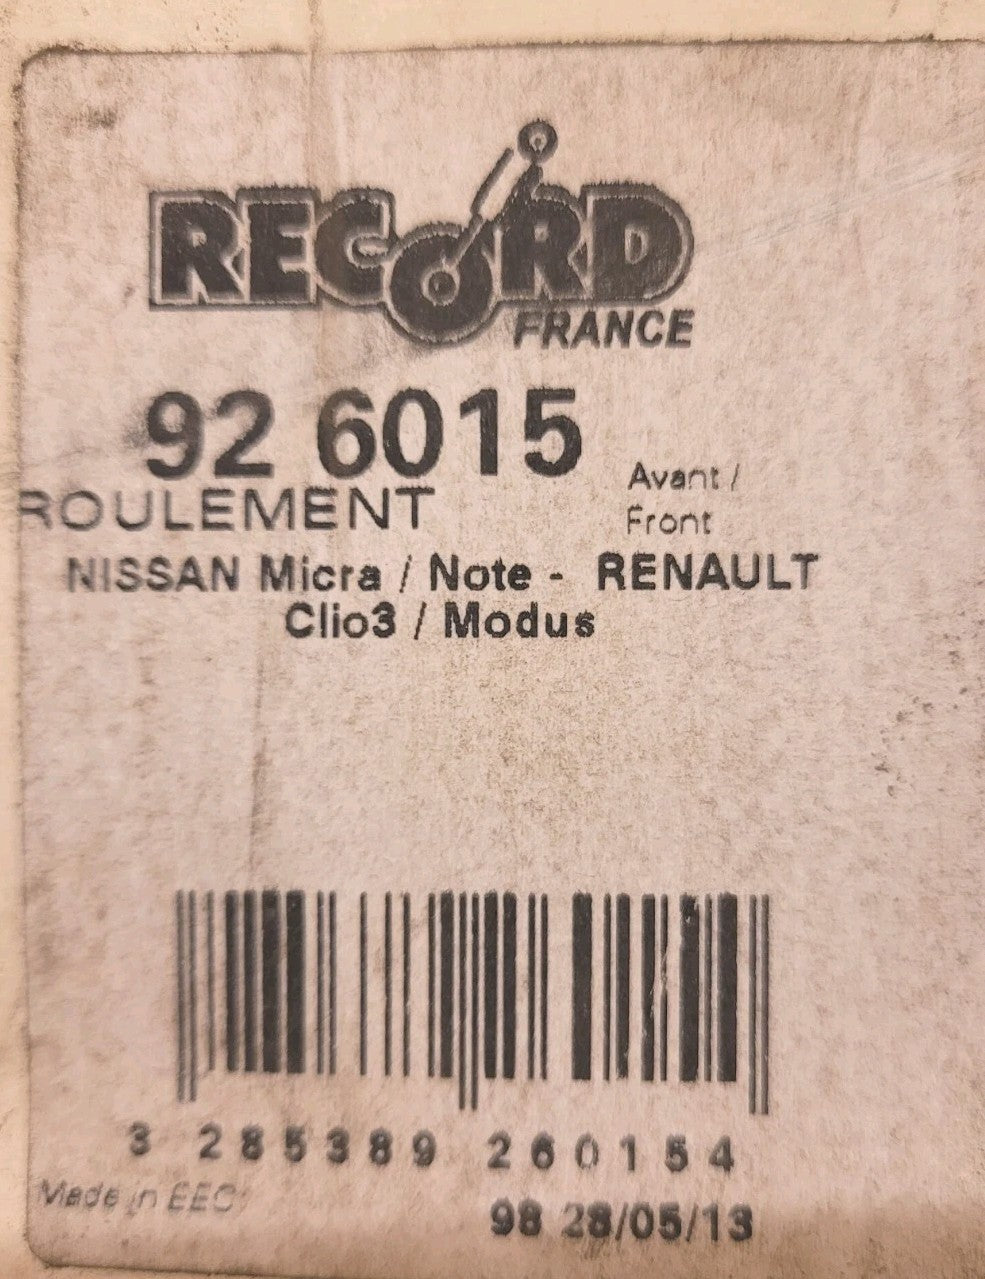 RECORD
FRANCE
92 6015
ROULEMENT
Avant /
Front
NISSAN Micra / Note - RENAULT
Clio3 / Modus
3 285389 260154
Made in EEC
98 28/05/13